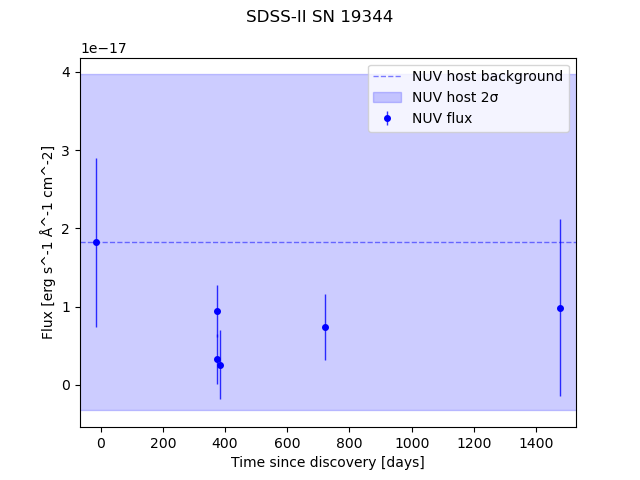 SDSS-II SN 19344
1e−17
NUV host background
NUV host 2σ
NUV flux
4
3
2
1
0
Flux [erg s^-1 Å^-1 cm^-2]
0 200 400 600 800 1000 1200 1400
Time since discovery [days]